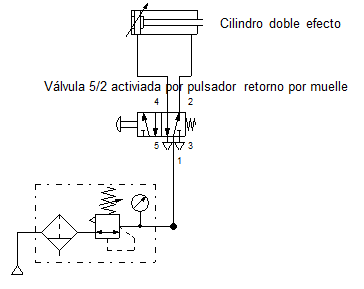 Cilindro doble efecto
Válvula 5/2 activiada por pulsador retorno por muelle
4 2
5 3
1